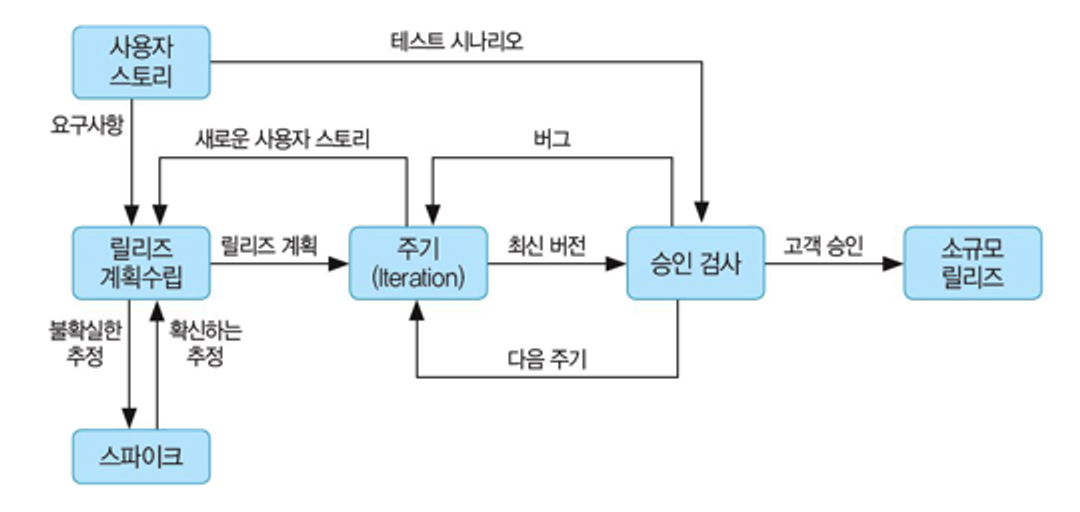 사용자
스토리
테스트 시나리오
요구사항
새로운 사용자 스토리
버그
릴리즈
계획수립
릴리즈 계획
주기
(Iteration)
최신 버전
승인 검사
고객 승인
소규모
릴리즈
불확실한
추정
확신하는
추정
다음 주기
스파이크